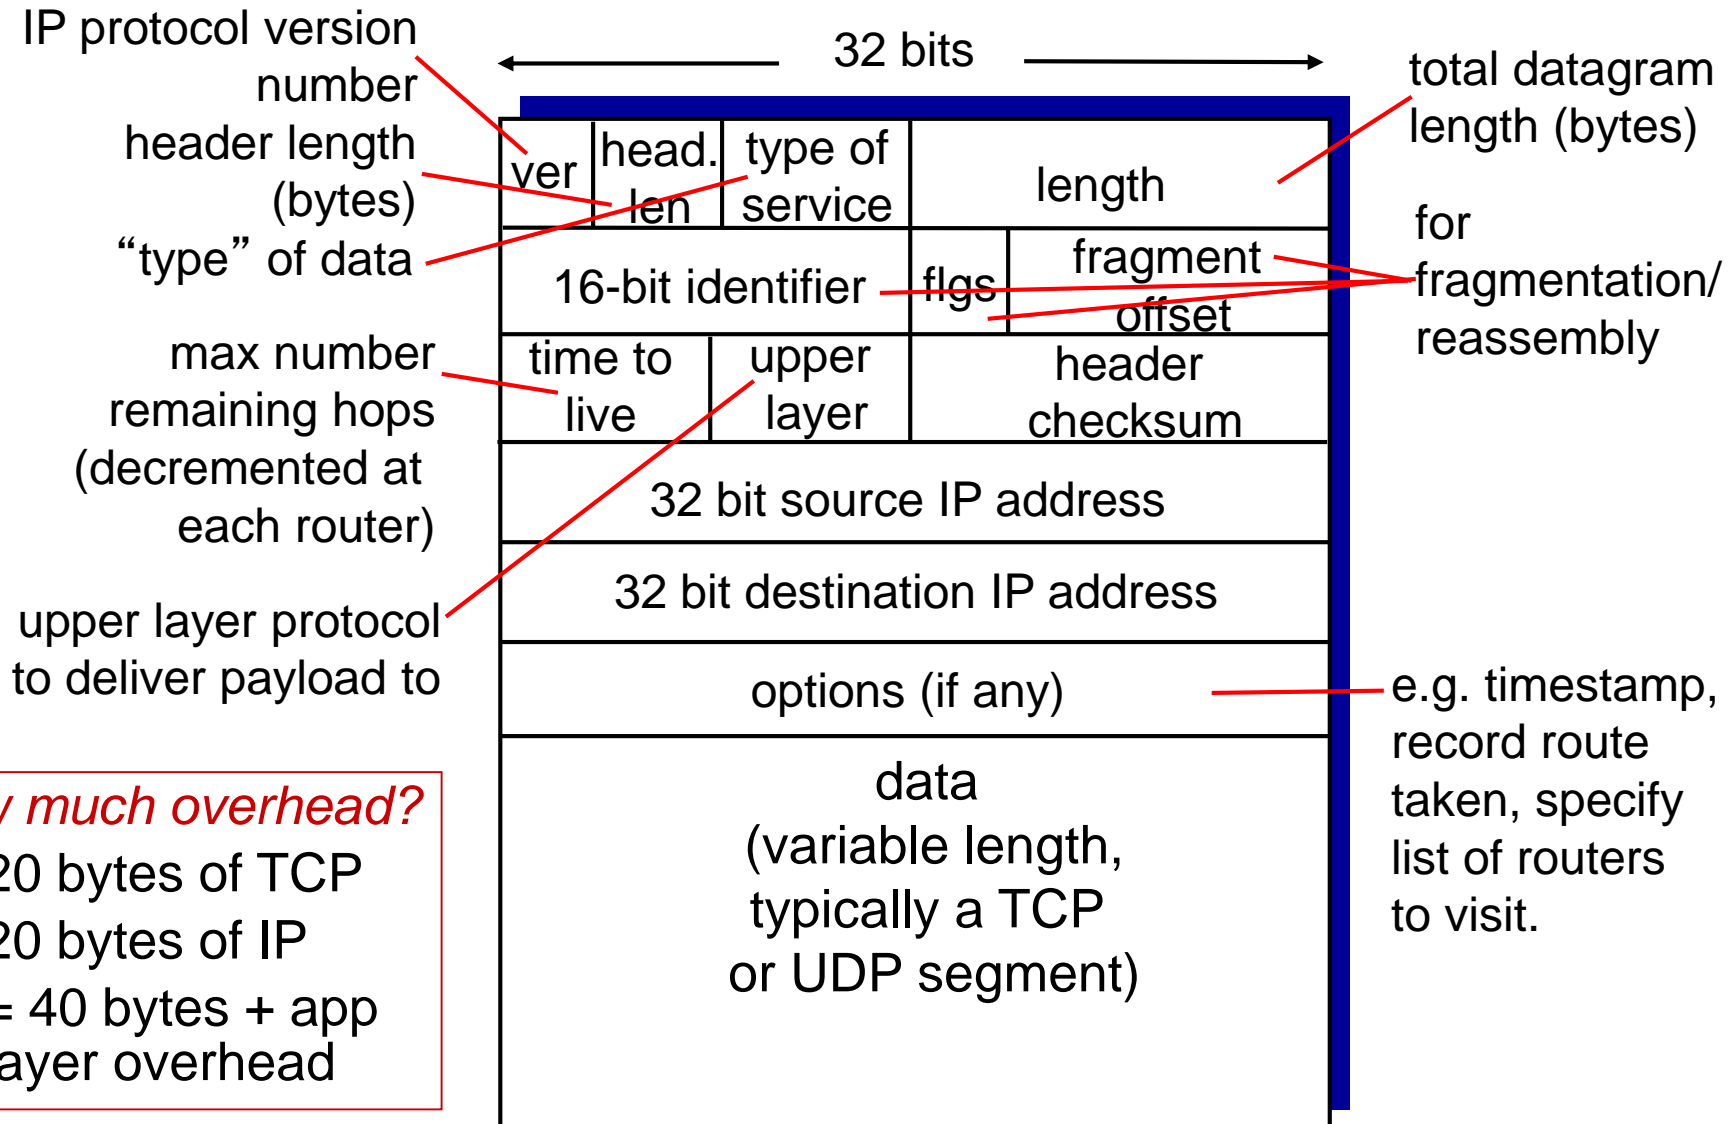 IP protocol version
number
header length
(bytes)
“type” of data
max number
remaining hops
(decremented at
each router)
upper layer protocol
to deliver payload to
much overhead?
20 bytes of TCP
20 bytes of IP
= 40 bytes + app
overhead
32 bits
ver
head.
len
type of
service
length
16-bit identifier
flgs
fragment
offset
time to
live
upper
layer
header
checksum
32 bit source IP address
32 bit destination IP address
options (if any)
data
(variable length,
typically a TCP
or UDP segment)
total datagram
length (bytes)
for
fragmentation/
reassembly
e.g. timestamp,
record route
taken, specify
list of routers
to visit.